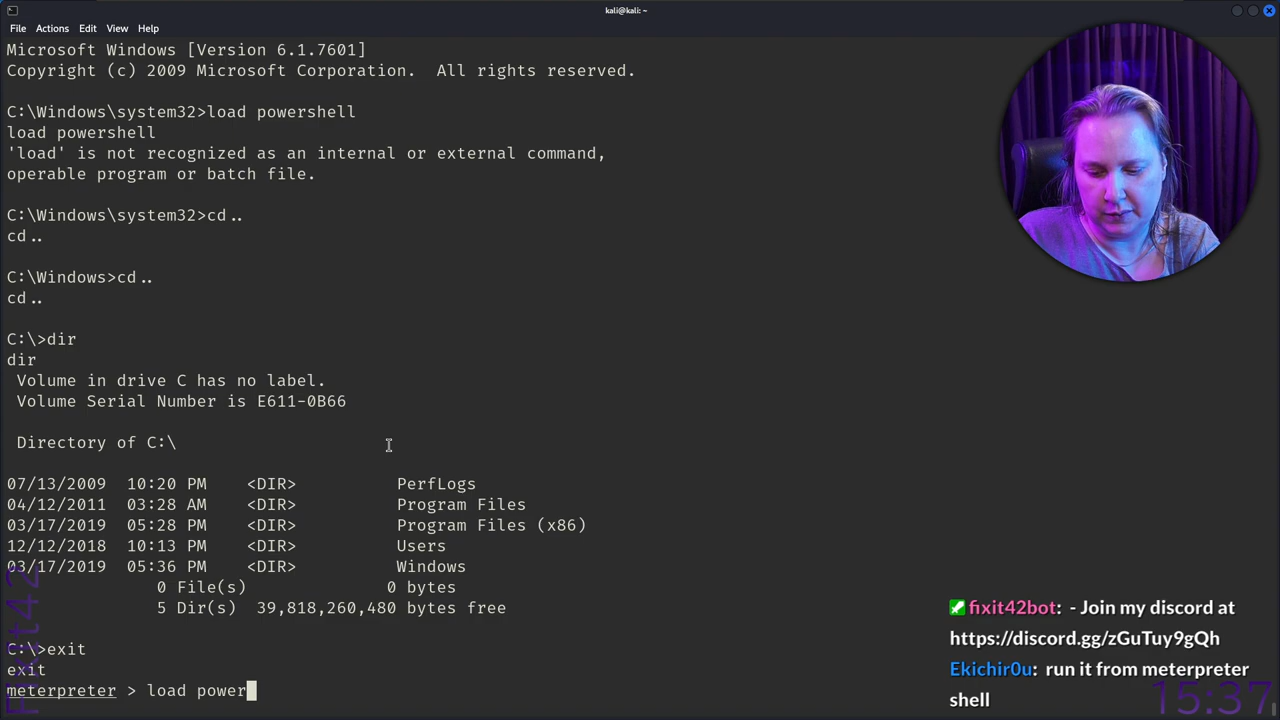 kali@kali: ~
File Actions Edit View Help
Microsoft Windows [Version 6.1.7601]
Copyright (c) 2009 Microsoft Corporation.  All rights reserved.
C:\Windows\system32>load powershell
load powershell
'load' is not recognized as an internal or external command,
operable program or batch file.
C:\Windows\system32>cd..
cd..
C:\Windows>cd..
cd..
C:\>dir
dir
 Volume in drive C has no label.
 Volume Serial Number is E611-0B66
 Directory of C:\
07/13/2009  10:20 PM    <DIR>          PerfLogs
04/12/2011  03:28 AM    <DIR>          Program Files
03/17/2019  05:28 PM    <DIR>          Program Files (x86)
12/12/2018  10:13 PM    <DIR>          Users
03/17/2019  05:36 PM    <DIR>          Windows
               0 File(s)              0 bytes
               5 Dir(s)  39,818,260,480 bytes free
C:\>exit
exit
meterpreter > load power
fixit42bot: - Join my discord at
https://discord.gg/zGuTuy9gQh
Ekichir0u: run it from meterpreter
shell
Fixit42
15:37